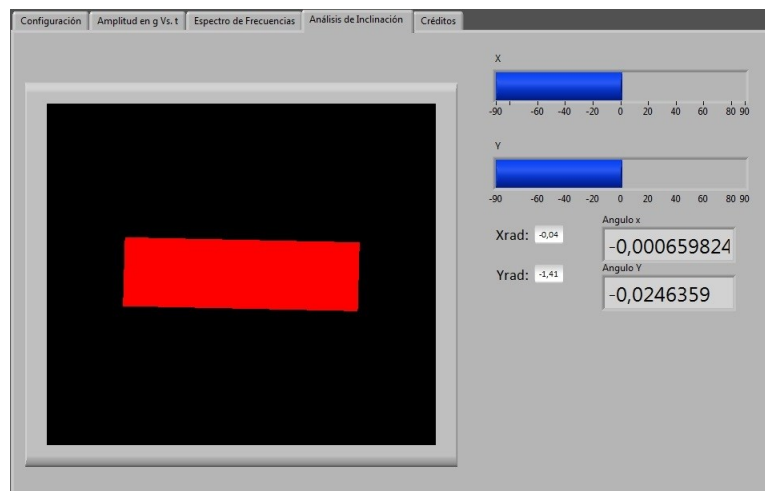 Configuración Amplitud en g Vs. t Espectro de Frecuencias Análisis de Inclinación Créditos
X
-90 -60 -40 -20 0 20 40 60 80 90
Y
-90 -60 -40 -20 0 20 40 60 80 90
Xrad: -0,04
Angulo x
-0,000659824
Yrad: -1,41
Angulo Y
-0,0246359